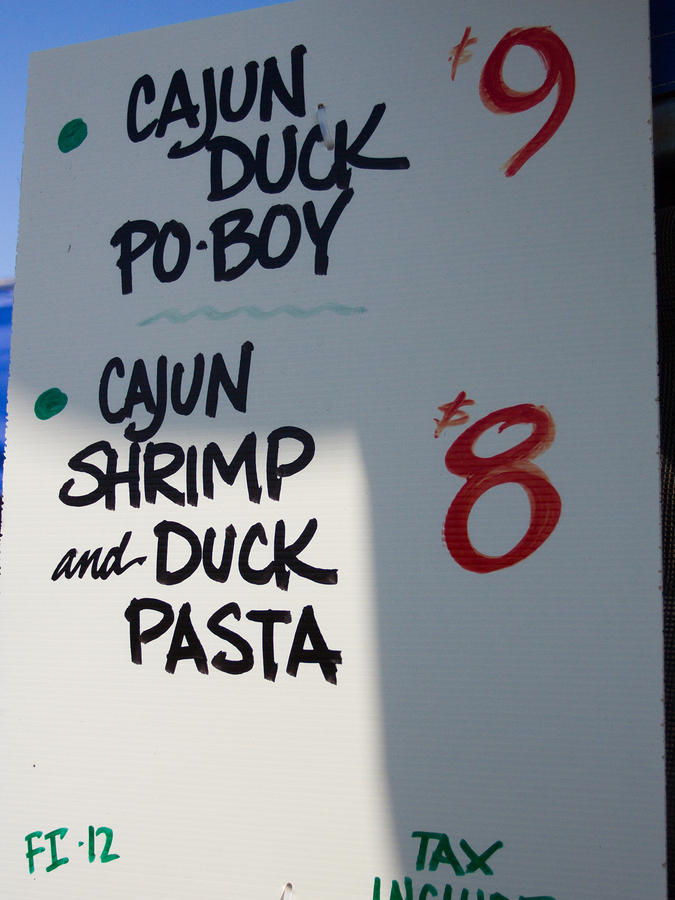 CAJUN $9
DUCK
PO-BOY
CAJUN $8
SHRIMP
and DUCK
PASTA
FI-12
TAX